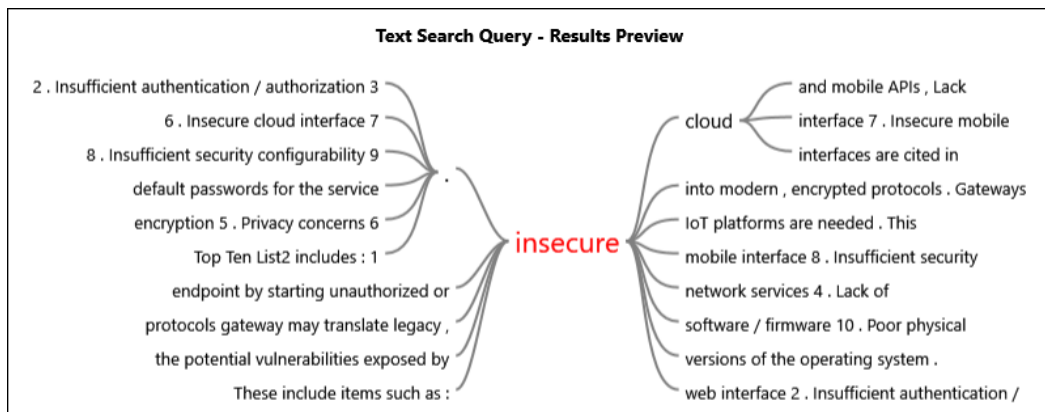 Text Search Query - Results Preview
2 . Insufficient authentication / authorization 3
6 . Insecure cloud interface 7
8 . Insufficient security configurability 9
default passwords for the service
encryption 5 . Privacy concerns 6
Top Ten List2 includes : 1
.
endpoint by starting unauthorized or
protocols gateway may translate legacy ,
the potential vulnerabilities exposed by
These include items such as :
insecure
cloud
and mobile APIs , Lack
interface 7 . Insecure mobile
interfaces are cited in
into modern , encrypted protocols . Gateways
IoT platforms are needed . This
mobile interface 8 . Insufficient security
network services 4 . Lack of
software / firmware 10 . Poor physical
versions of the operating system .
web interface 2 . Insufficient authentication /